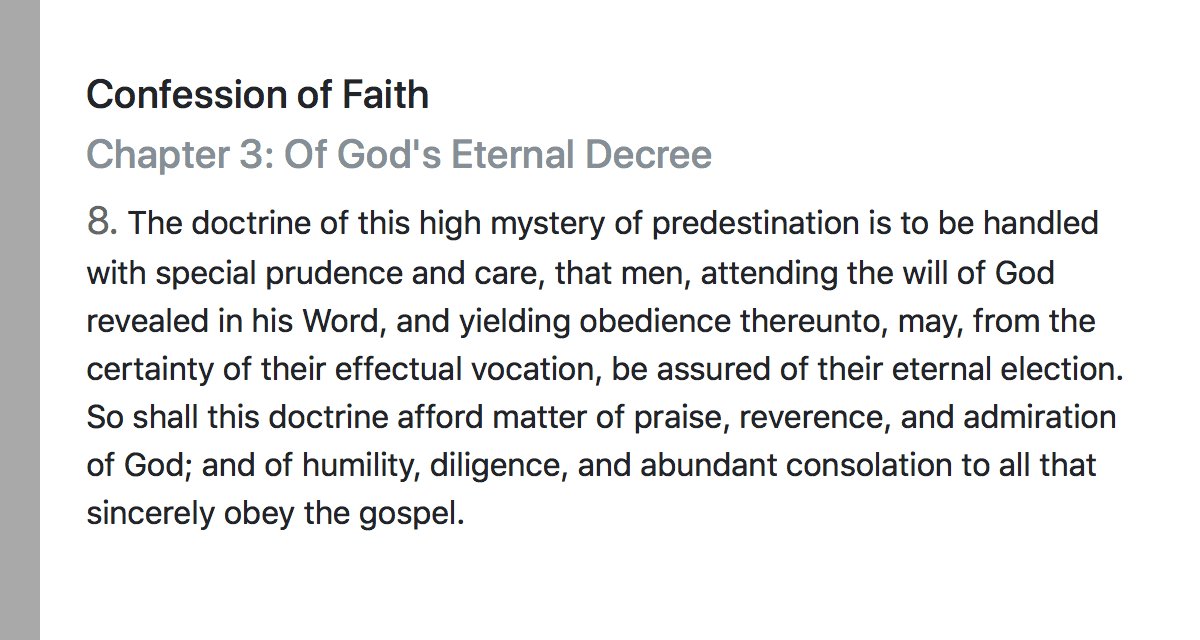 Confession of Faith
Chapter 3: Of God's Eternal Decree
8. The doctrine of this high mystery of predestination is to be handled
with special prudence and care, that men, attending the will of God
revealed in his Word, and yielding obedience thereunto, may, from the
certainty of their effectual vocation, be assured of their eternal election.
So shall this doctrine afford matter of praise, reverence, and admiration
of God; and of humility, diligence, and abundant consolation to all that
sincerely obey the gospel.